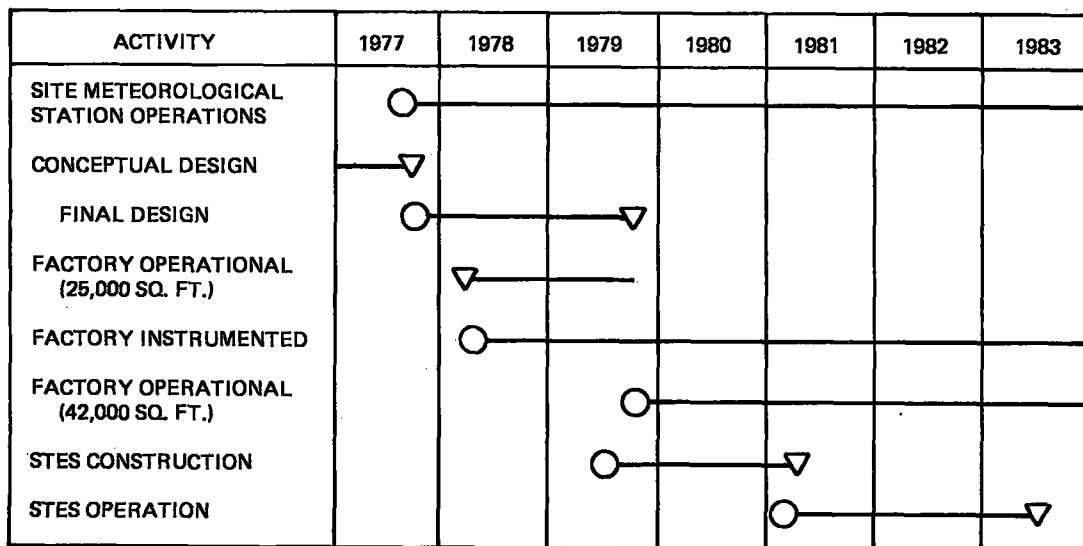 ACTIVITY 1977 1978 1979 1980 1981 1982 1983
SITE METEOROLOGICAL
STATION OPERATIONS
CONCEPTUAL DESIGN
FINAL DESIGN
FACTORY OPERATIONAL
(25,000 SQ. FT.)
FACTORY INSTRUMENTED
FACTORY OPERATIONAL
(42,000 SQ. FT.)
STES CONSTRUCTION
STES OPERATION